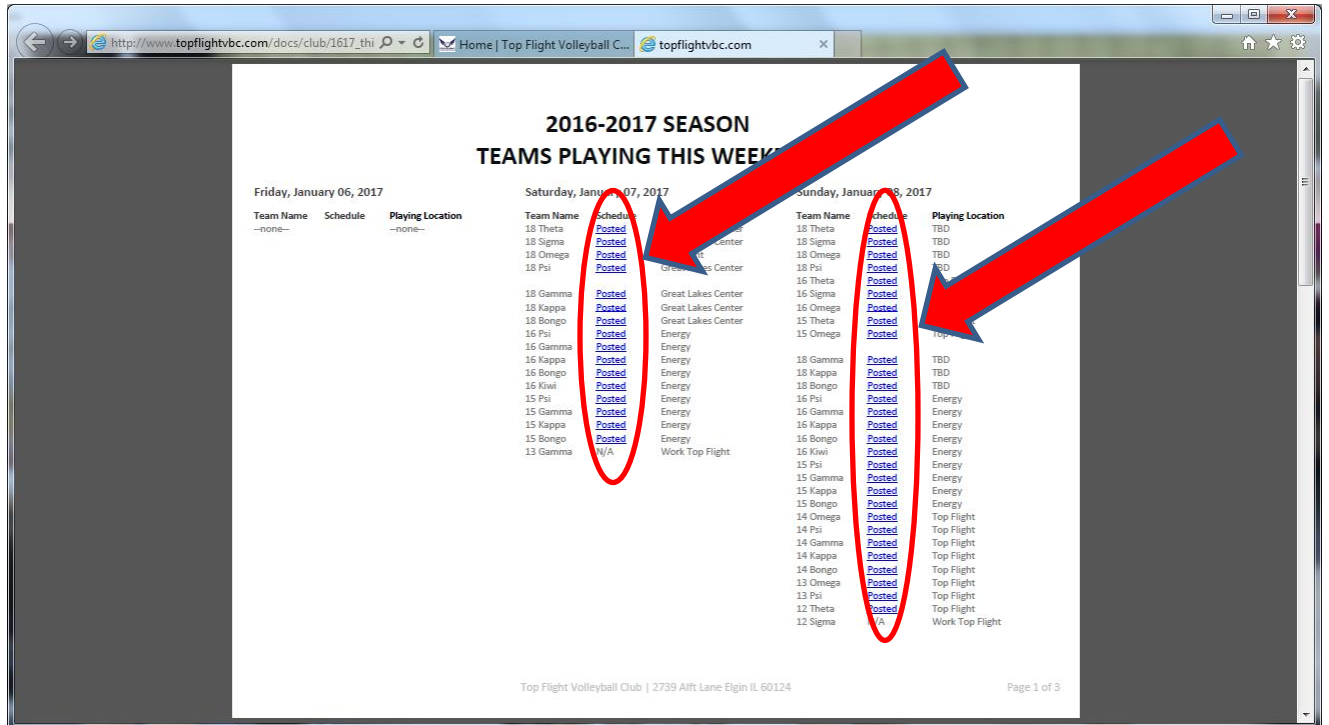 http://www.topflightvbc.com/docs/club/1617_thi
Home | Top Flight Volleyball C...
topflightvbc.com
2016-2017 SEASON
TEAMS PLAYING THIS
Friday, January 06, 2017
Team Name Schedule Playing Location
--none-- --none--
Saturday, January 07, 2017
Team Name Schedule
18 Theta Posted
18 Sigma Posted Center
18 Omega Posted
18 Psi Posted Great Lakes Center
18 Gamma Posted Great Lakes Center
18 Kappa Posted Great Lakes Center
18 Bongo Posted Great Lakes Center
16 Psi Posted Energy
16 Gamma Posted Energy
16 Kappa Posted Energy
16 Bongo Posted Energy
16 Kiwi Posted Energy
15 Psi Posted Energy
15 Gamma Posted Energy
15 Kappa Posted Energy
15 Bongo Posted Energy
13 Gamma N/A Work Top Flight
Sunday, January 08, 2017
Team Name Schedule Playing Location
18 Theta Posted TBD
18 Sigma Posted TBD
18 Omega Posted TBD
18 Psi Posted TBD
16 Theta Posted
16 Sigma Posted
16 Omega Posted
15 Theta Posted
15 Omega Posted Top
18 Gamma Posted TBD
18 Kappa Posted TBD
18 Bongo Posted TBD
16 Psi Posted Energy
16 Gamma Posted Energy
16 Kappa Posted Energy
16 Bongo Posted Energy
16 Kiwi Posted Energy
15 Psi Posted Energy
15 Gamma Posted Energy
15 Kappa Posted Energy
15 Bongo Posted Energy
14 Omega Posted Top Flight
14 Psi Posted Top Flight
14 Gamma Posted Top Flight
14 Kappa Posted Top Flight
14 Bongo Posted Top Flight
13 Omega Posted Top Flight
13 Psi Posted Top Flight
12 Theta Posted Top Flight
12 Sigma N/A Work Top Flight
Top Flight Volleyball Club | 2739 Alft Lane Elgin IL 60124
Page 1 of 3